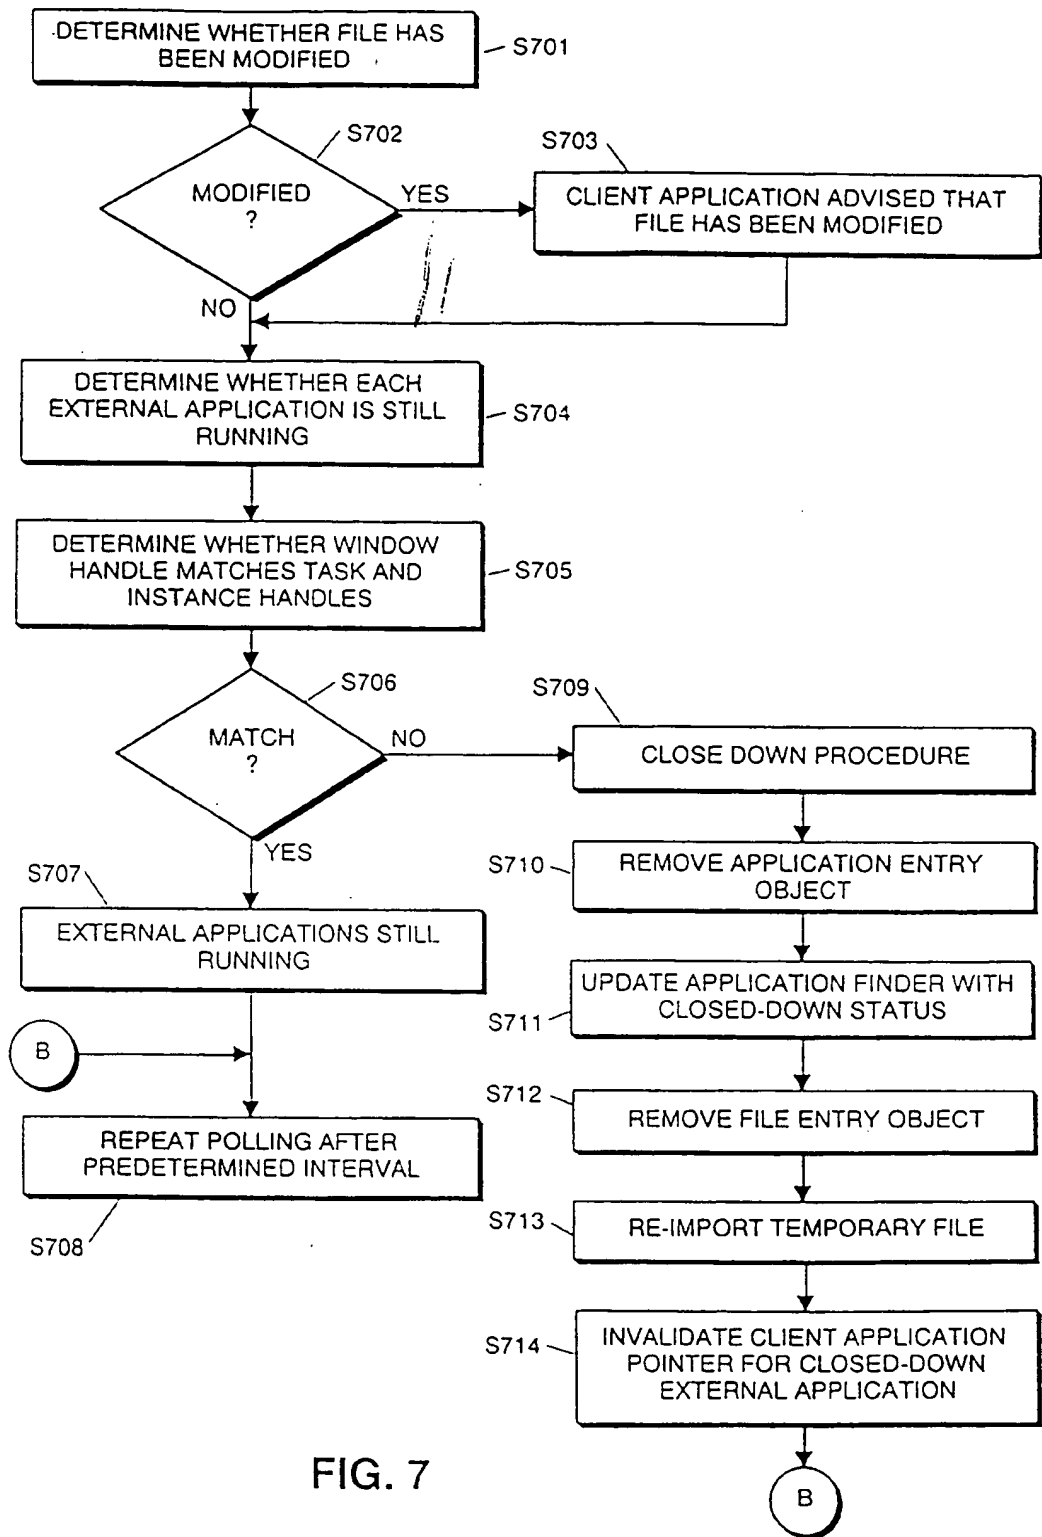 DETERMINE WHETHER FILE HAS
BEEN MODIFIED
S701
S702
MODIFIED
?
YES
NO
S703
CLIENT APPLICATION ADVISED THAT
FILE HAS BEEN MODIFIED
DETERMINE WHETHER EACH
EXTERNAL APPLICATION IS STILL
RUNNING
S704
DETERMINE WHETHER WINDOW
HANDLE MATCHES TASK AND
INSTANCE HANDLES
S705
S706
MATCH
?
NO
YES
S707
EXTERNAL APPLICATIONS STILL
RUNNING
B
REPEAT POLLING AFTER
PREDETERMINED INTERVAL
S708
S709
CLOSE DOWN PROCEDURE
S710
REMOVE APPLICATION ENTRY
OBJECT
UPDATE APPLICATION FINDER WITH
CLOSED-DOWN STATUS
S711
S712
REMOVE FILE ENTRY OBJECT
S713
RE-IMPORT TEMPORARY FILE
S714
INVALIDATE CLIENT APPLICATION
POINTER FOR CLOSED-DOWN
EXTERNAL APPLICATION
B
FIG. 7